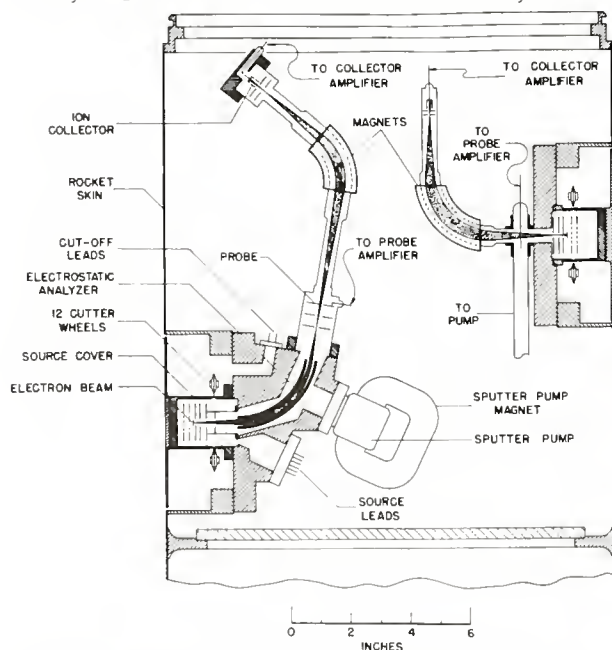 TO COLLECTOR
AMPLIFIER
TO COLLECTOR
AMPLIFIER
ION
COLLECTOR
MAGNETS
TO
PROBE
AMPLIFIER
ROCKET
SKIN
CUT-OFF
LEADS
PROBE
TO PROBE
AMPLIFIER
ELECTROSTATIC
ANALYZER
12 CUTTER
WHEELS
TO
PUMP
SOURCE COVER
ELECTRON BEAM
SPUTTER PUMP
MAGNET
SPUTTER PUMP
SOURCE
LEADS
0 2 4 6
INCHES